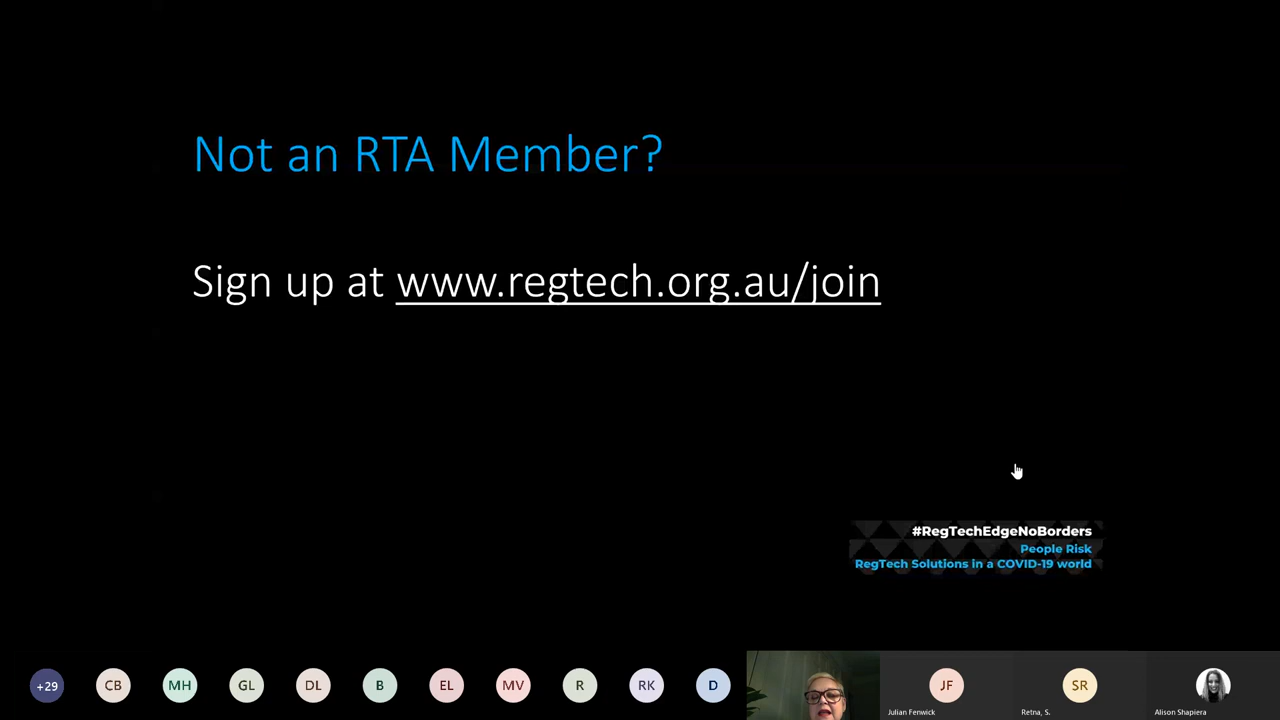 Not an RTA Member?
Sign up at www.regtech.org.au/join
#RegTechEdgeNoBorders
People Risk
RegTech Solutions in a COVID-19 world
+29 CB MH GL DL B EL MV R RK D JF SR
Julian Fenwick Retna, S. Alison Shapiera